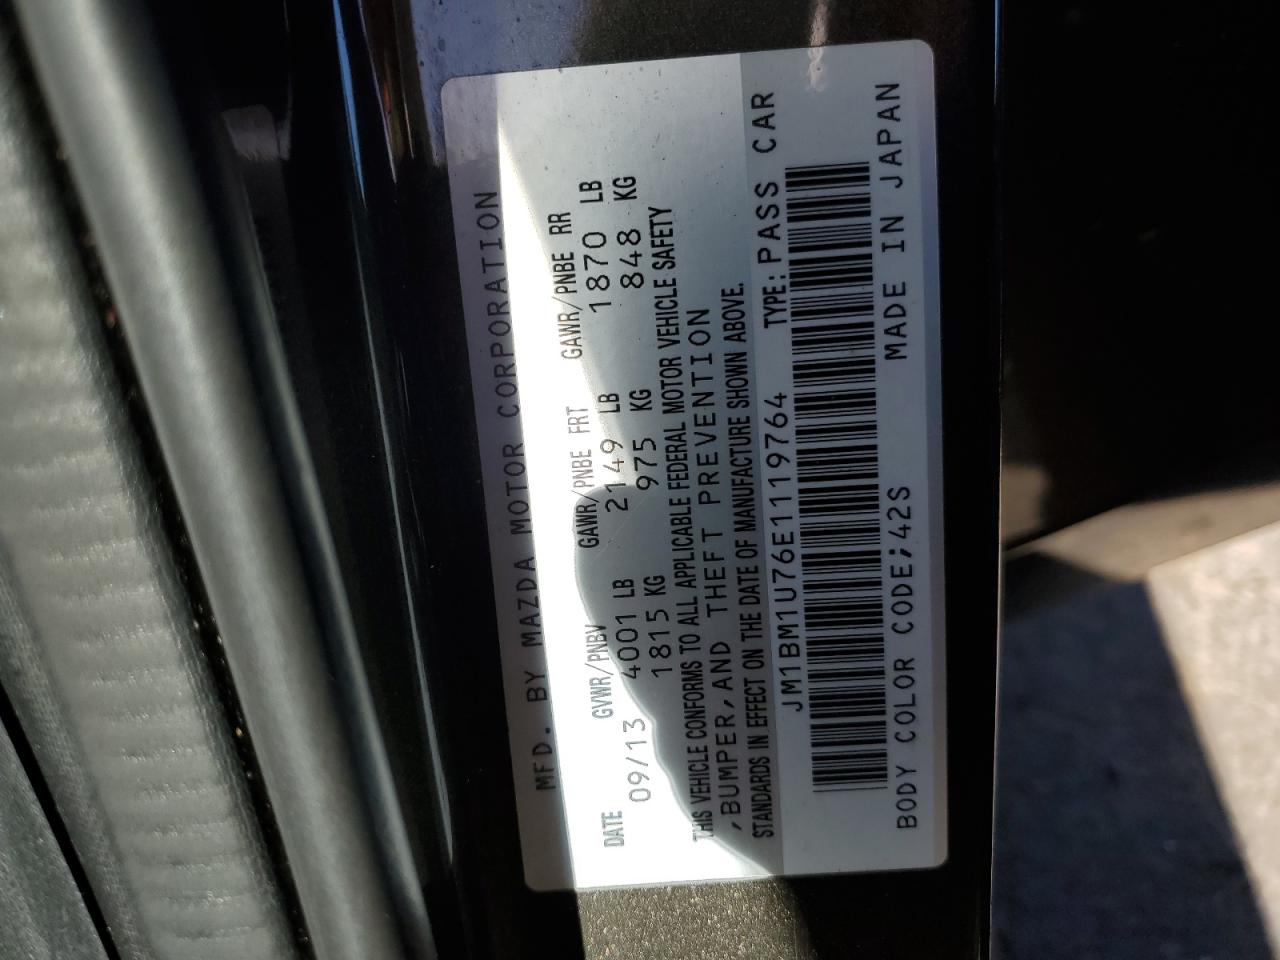 MFD. BY MAZDA MOTOR CORPORATION
DATE GVWR/PNBV GAWR/PNBE FRT GAWR/PNBE RR
09/13 4001 LB 2149 LB 1870 LB
1815 KG 975 KG 848 KG
THIS VEHICLE CONFORMS TO ALL APPLICABLE FEDERAL MOTOR VEHICLE SAFETY
,BUMPER,AND THEFT PREVENTION
STANDARDS IN EFFECT ON THE DATE OF MANUFACTURE SHOWN ABOVE.
JM1BM1U76E1119764 TYPE:PASS CAR
BODY COLOR CODE;42S MADE IN JAPAN